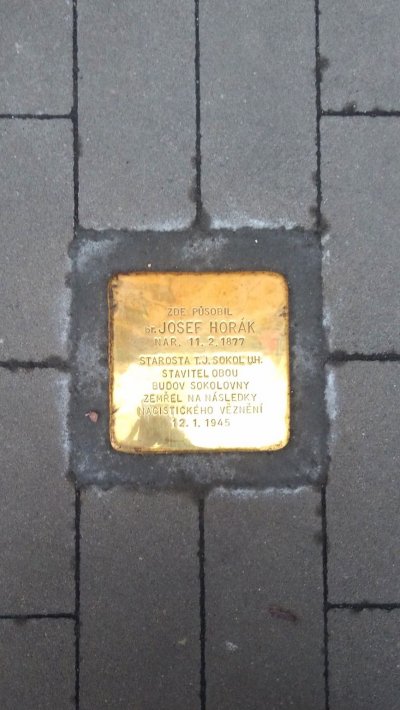 ZDE PŮSOBIL
br. JOSEF HORÁK
NAR. 11. 2. 1877
STAROSTA T. J. SOKOL UH.
STAVITEL OBOU
BUDOV SOKOLOVNY
ZEMŘEL NA NÁSLEDKY
NACISTICKÉHO VĚZNĚNÍ
12. 1. 1945